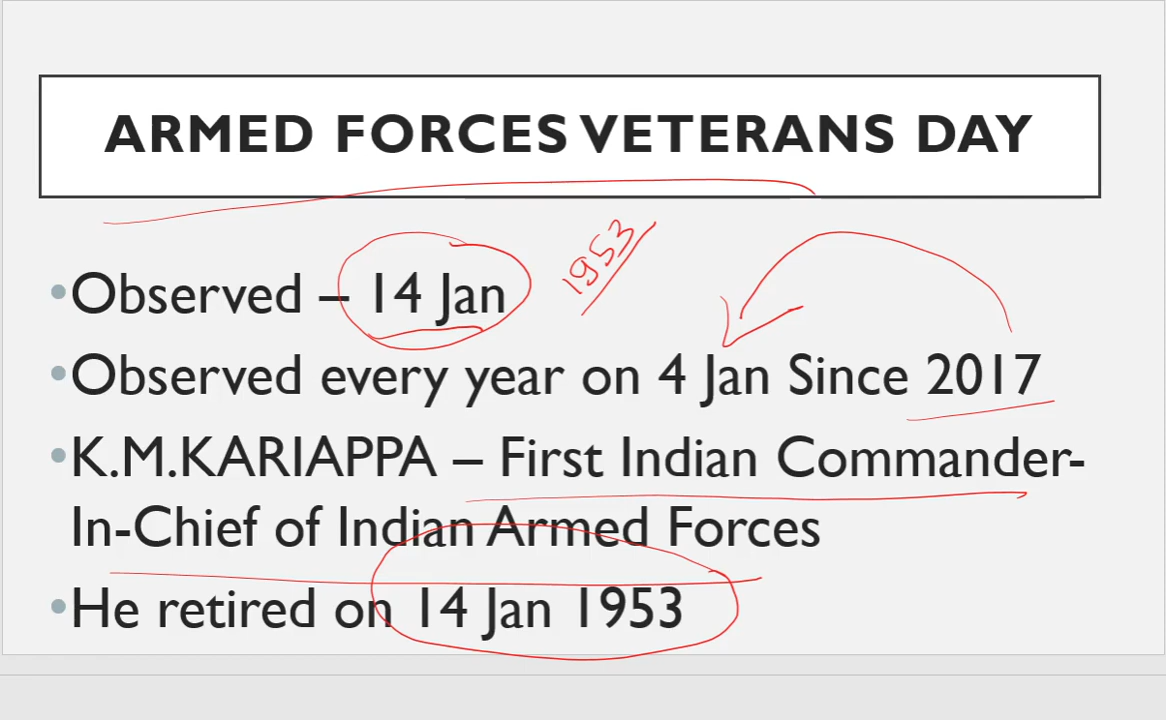 ARMED FORCES VETERANS DAY
•Observed – 14 Jan
1953
•Observed every year on 4 Jan Since 2017
•K.M.KARIAPPA – First Indian Commander-
In-Chief of Indian Armed Forces
•He retired on 14 Jan 1953